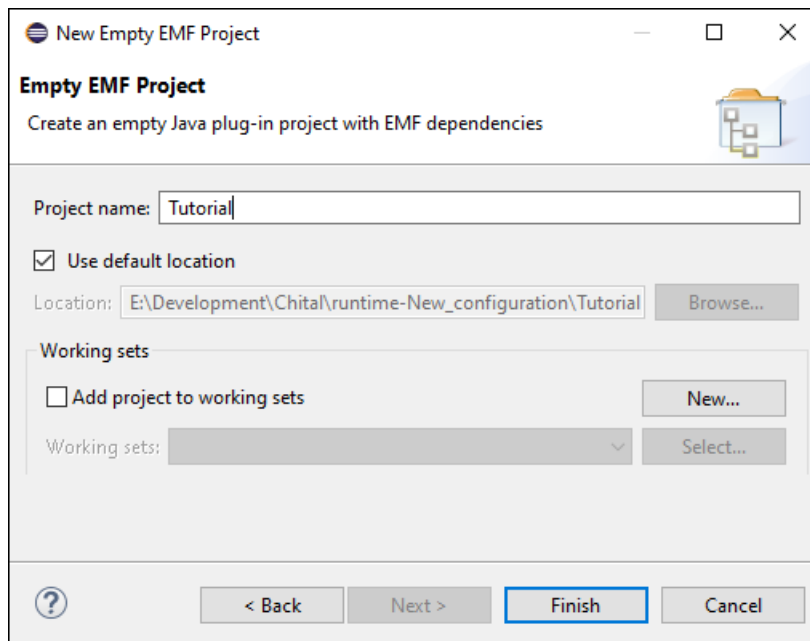 New Empty EMF Project
Empty EMF Project
Create an empty Java plug-in project with EMF dependencies
Project name: Tutorial
Use default location
Location: E:\Development\Chital\runtime-New_configuration\Tutorial Browse...
Working sets
Add project to working sets New...
Working sets: Select...
? < Back Next > Finish Cancel